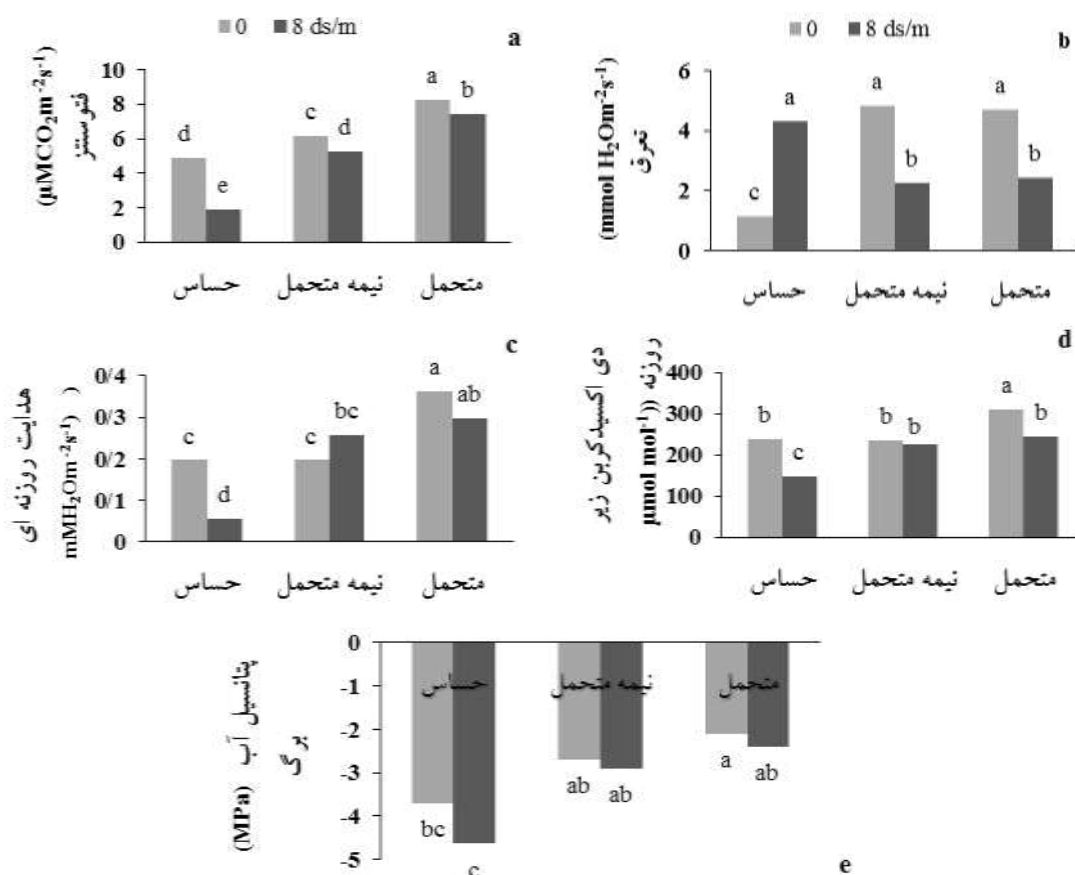 0 8 ds/m
a
(µMCO₂m⁻²s⁻¹)
فتوسنتز
10
8
6
4
2
0
d e c d a b
حساس نیمه متحمل متحمل
0 8 ds/m
b
(mmol H₂Om⁻²s⁻¹)
تعرق
6
4
2
0
c a a b a b
حساس نیمه متحمل متحمل
c
هدایت روزنه ای
mMH₂Om⁻²s⁻¹) )
0/4
0/3
0/2
0/1
0
c d c bc a ab
حساس نیمه متحمل متحمل
d
دی اکسیدکربن زیر
روزنه ((µmol mol⁻¹
400
300
200
100
0
b c b b a b
حساس نیمه متحمل متحمل
پتانسیل آب
برگ
(MPa)
0
-1
-2
-3
-4
-5
حساس نیمه متحمل متحمل
bc c ab ab a ab
e